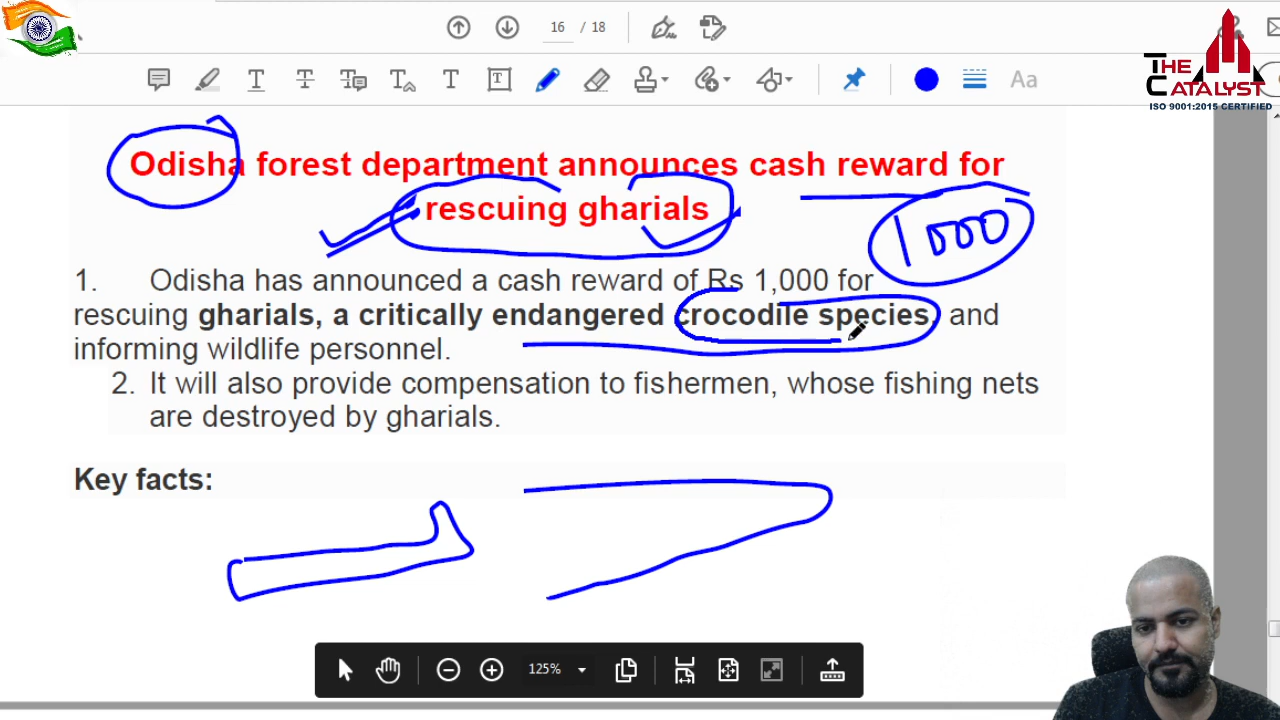 16 / 18
THE
CATALYST
ISO 9001:2015 CERTIFIED
T T T T T T Aa
Odisha forest department announces cash reward for
rescuing gharials
1000
1. Odisha has announced a cash reward of Rs 1,000 for
rescuing gharials, a critically endangered crocodile species, and
informing wildlife personnel.
2. It will also provide compensation to fishermen, whose fishing nets
are destroyed by gharials.
Key facts:
125%